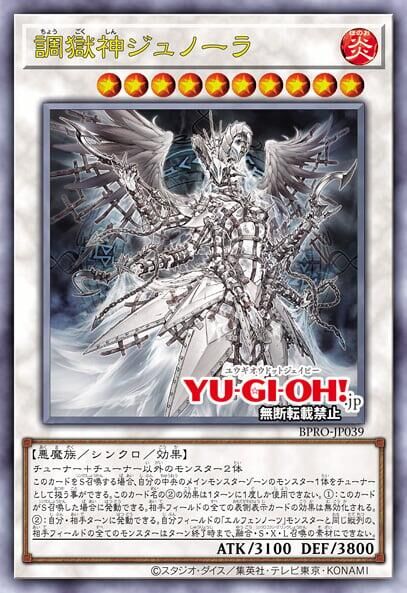 ちょう ごく しん
調獄神ジュノーラ
ほのお
炎
ユウギオウドットジェイピー
YU-GI-OH!.jp
無断転載禁止
BPRO-JP039
【悪魔族/シンクロ/効果】
チューナー+チューナー以外のモンスター2体
このカードをS召喚する場合、自分の中央のメインモンスターゾーンのモンスター1体をチューナー
として扱う事ができる。このカード名の②の効果は1ターンに1度しか使用できない。①:このカード
がS召喚した場合に発動できる。相手フィールドの全ての表側表示カードの効果は無効化される。
②:自分・相手ターンに発動できる。自分フィールドの「エルフェンノーツ」モンスターと同じ縦列の、
相手フィールドの全てのモンスターはターン終了時まで、融合・S・X・L召喚の素材にできない。
ATK/3100 DEF/3800
©スタジオ・ダイス/集英社・テレビ東京・KONAMI